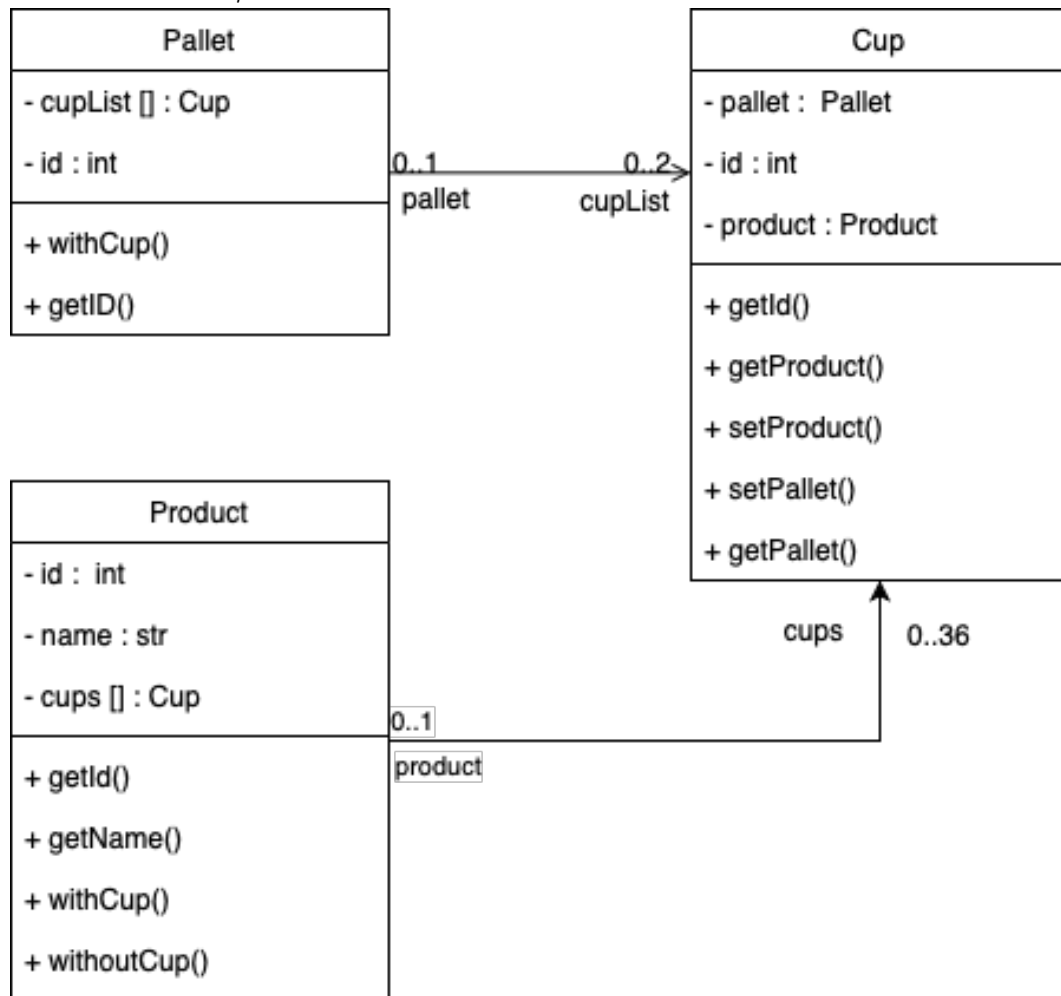 Pallet
- cupList [] : Cup
- id : int
+ withCup()
+ getID()
0..1
pallet
0..2
cupList
Cup
- pallet :  Pallet
- id : int
- product : Product
+ getId()
+ getProduct()
+ setProduct()
+ setPallet()
+ getPallet()
Product
- id :  int
- name : str
- cups [] : Cup
+ getId()
+ getName()
+ withCup()
+ withoutCup()
0..1
product
cups
0..36